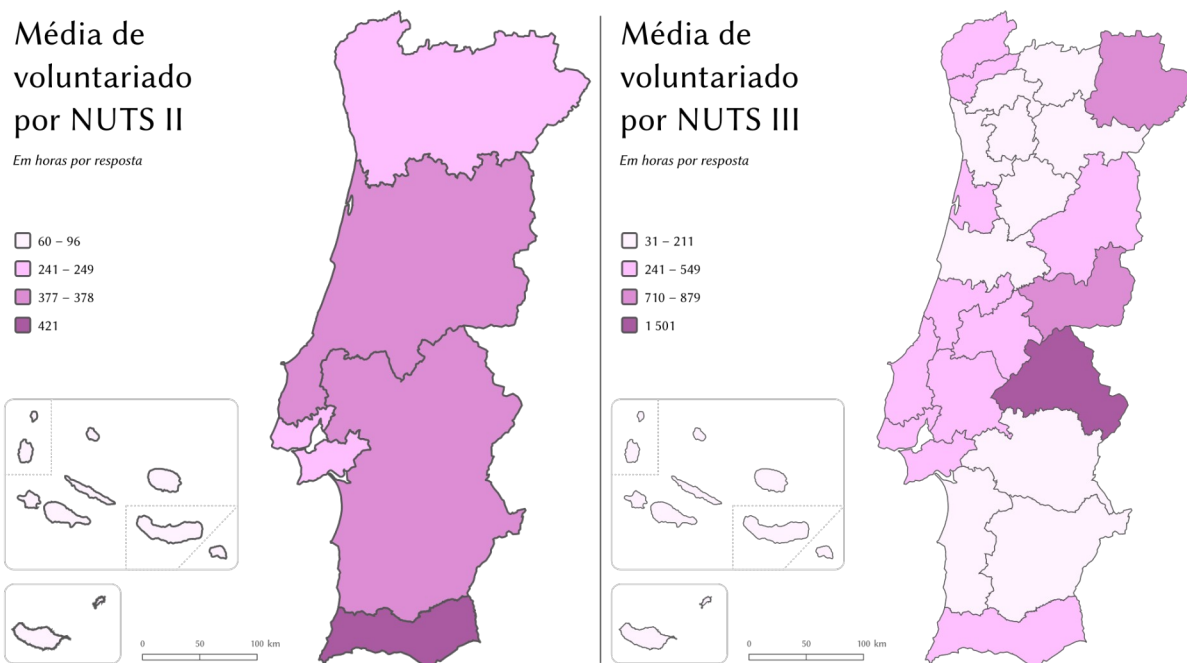 Média de
voluntariado
por NUTS II
Em horas por resposta
60 – 96
241 – 249
377 – 378
421
0 50 100 km
Média de
voluntariado
por NUTS III
Em horas por resposta
31 – 211
241 – 549
710 – 879
1 501
0 50 100 km